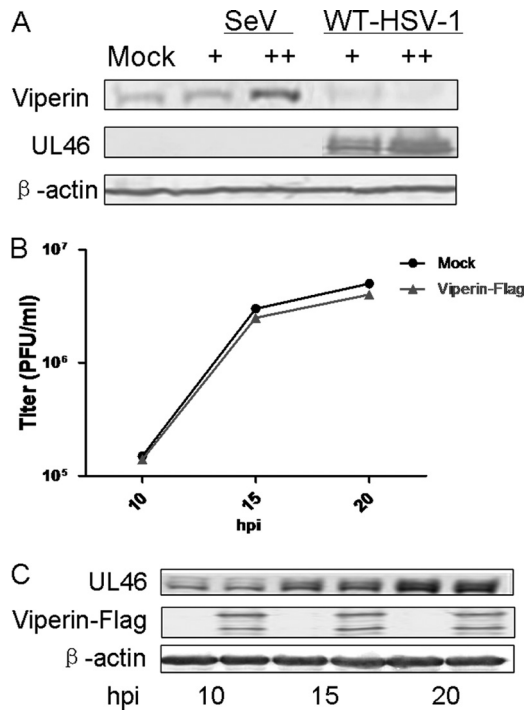 A
SeV WT-HSV-1
Mock + ++ + ++
Viperin
UL46
β-actin
B
10⁷
10⁶
10⁵
Titer (PFU/ml)
10 15 20
hpi
Mock
Viperin-Flag
C
UL46
Viperin-Flag
β-actin
hpi 10 15 20